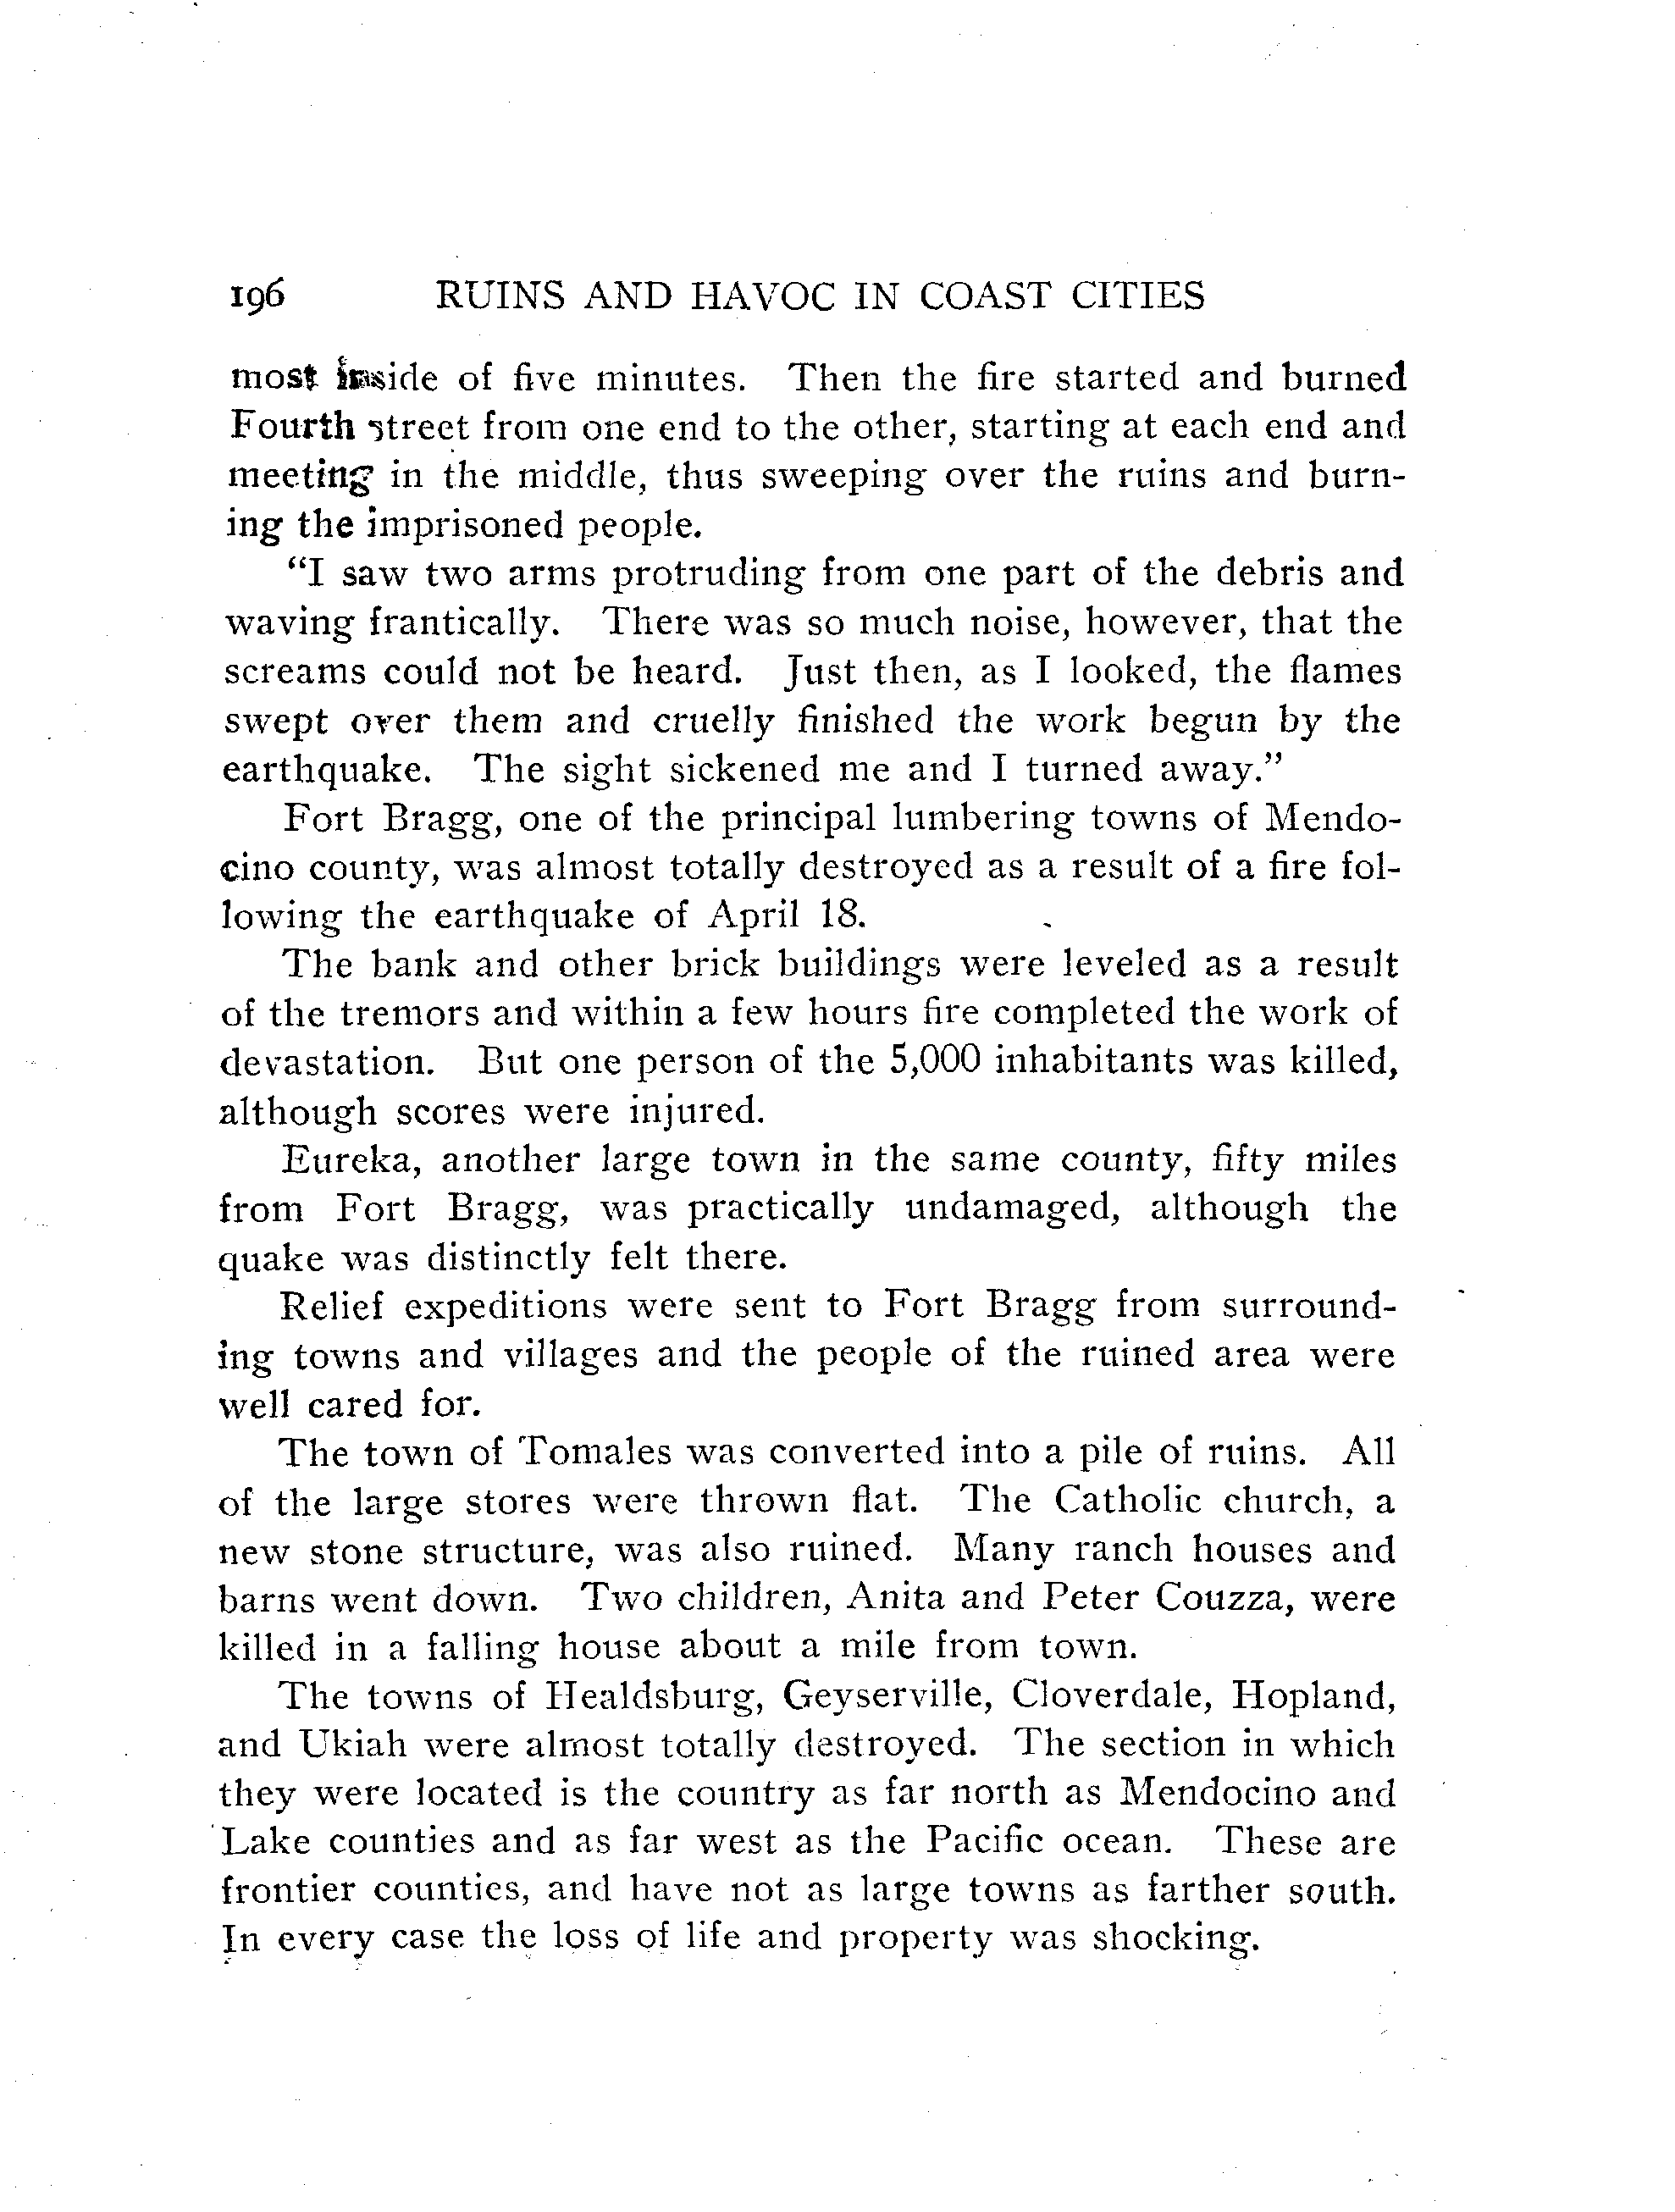 196 RUINS AND HAVOC IN COAST CITIES
most inside of five minutes. Then the fire started and burned
Fourth street from one end to the other, starting at each end and
meeting in the middle, thus sweeping over the ruins and burn-
ing the imprisoned people.
“I saw two arms protruding from one part of the debris and
waving frantically. There was so much noise, however, that the
screams could not be heard. Just then, as I looked, the flames
swept over them and cruelly finished the work begun by the
earthquake. The sight sickened me and I turned away.”
Fort Bragg, one of the principal lumbering towns of Mendo-
cino county, was almost totally destroyed as a result of a fire fol-
lowing the earthquake of April 18.
The bank and other brick buildings were leveled as a result
of the tremors and within a few hours fire completed the work of
devastation. But one person of the 5,000 inhabitants was killed,
although scores were injured.
Eureka, another large town in the same county, fifty miles
from Fort Bragg, was practically undamaged, although the
quake was distinctly felt there.
Relief expeditions were sent to Fort Bragg from surround-
ing towns and villages and the people of the ruined area were
well cared for.
The town of Tomales was converted into a pile of ruins. All
of the large stores were thrown flat. The Catholic church, a
new stone structure, was also ruined. Many ranch houses and
barns went down. Two children, Anita and Peter Couzza, were
killed in a falling house about a mile from town.
The towns of Healdsburg, Geyserville, Cloverdale, Hopland,
and Ukiah were almost totally destroyed. The section in which
they were located is the country as far north as Mendocino and
Lake counties and as far west as the Pacific ocean. These are
frontier counties, and have not as large towns as farther south.
In every case the loss of life and property was shocking.